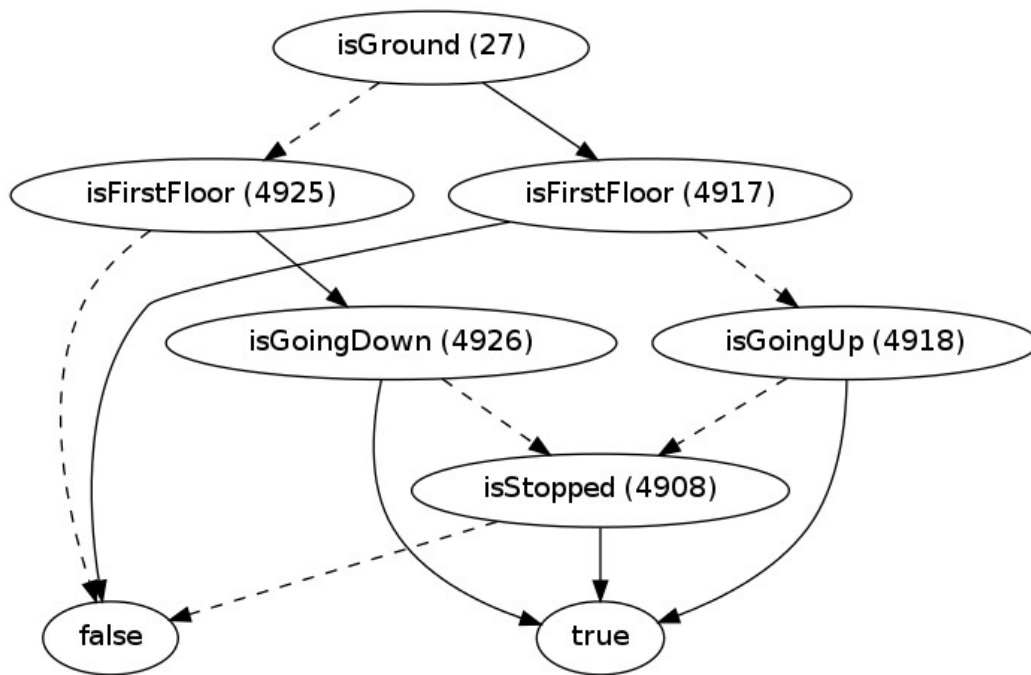 isGround (27)
isFirstFloor (4925)
isFirstFloor (4917)
isGoingDown (4926)
isGoingUp (4918)
isStopped (4908)
false
true